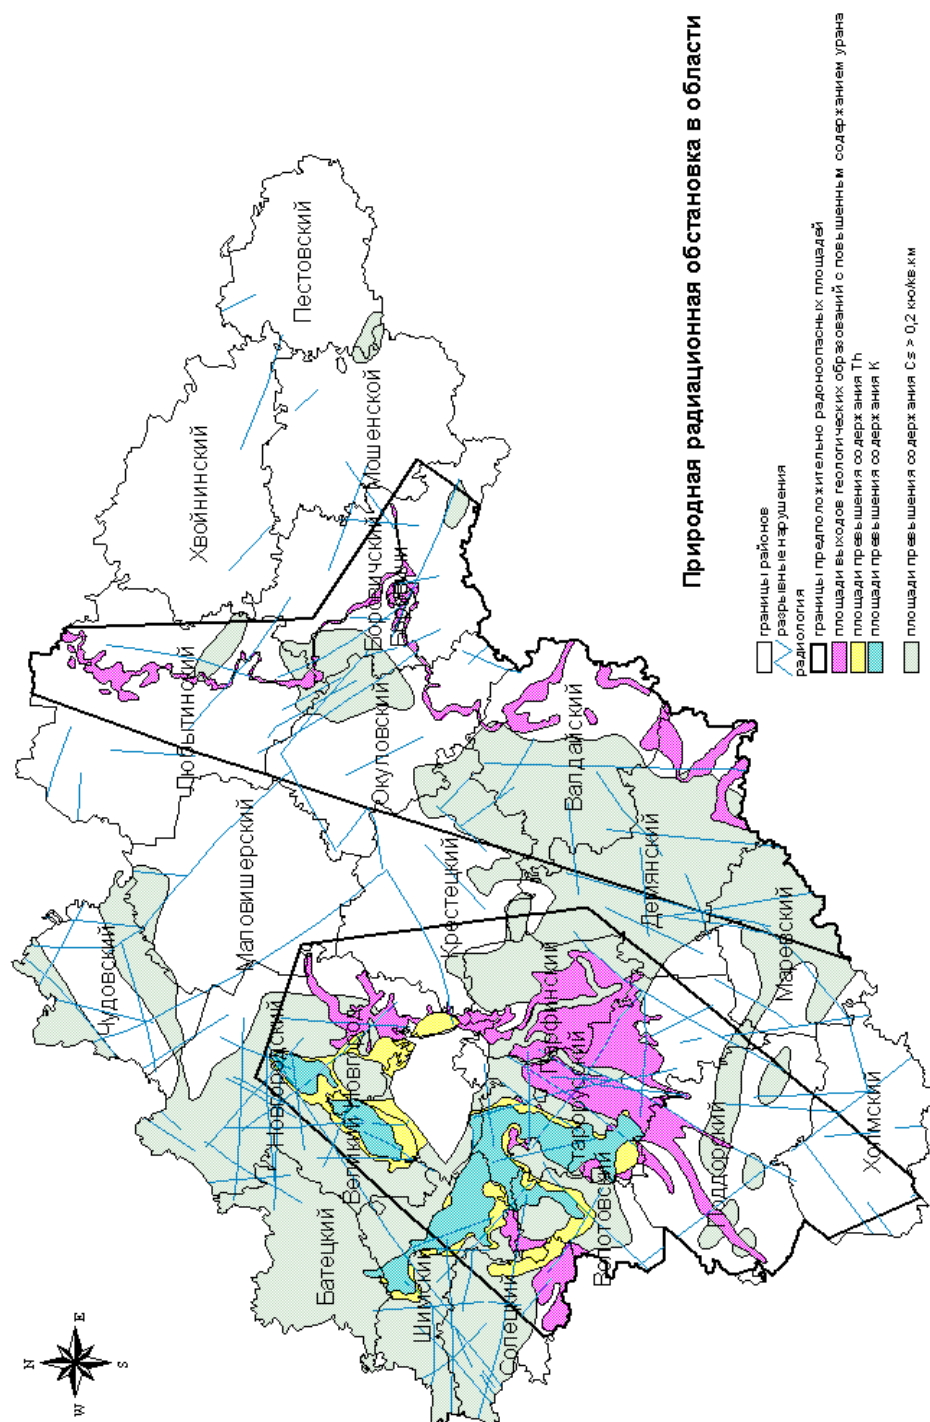 Природная радиационная обстановка в области
Пестовский
Хвойнинский
Мошенской
Боровичский
Боровичи
Любытинский
Окуловский
Валдайский
Маловишерский
Крестецкий
Демянский
Чудовский
Маревский
Новгородский
Великий Новгород
Парфинский
Старорусский
Холмский
Поддорский
Батецкий
Шимский
Волотовский
Солецкий
N
E
S
W
границы районов
разрывные нарушения
радиология
границы предположительно радоноопасных площадей
площади выходов геологических образований с повышенным содержанием урана
площади превышения содержания Th
площади превышения содержания K
площади превышения содержания Cs > 0,2 кю/кв.км